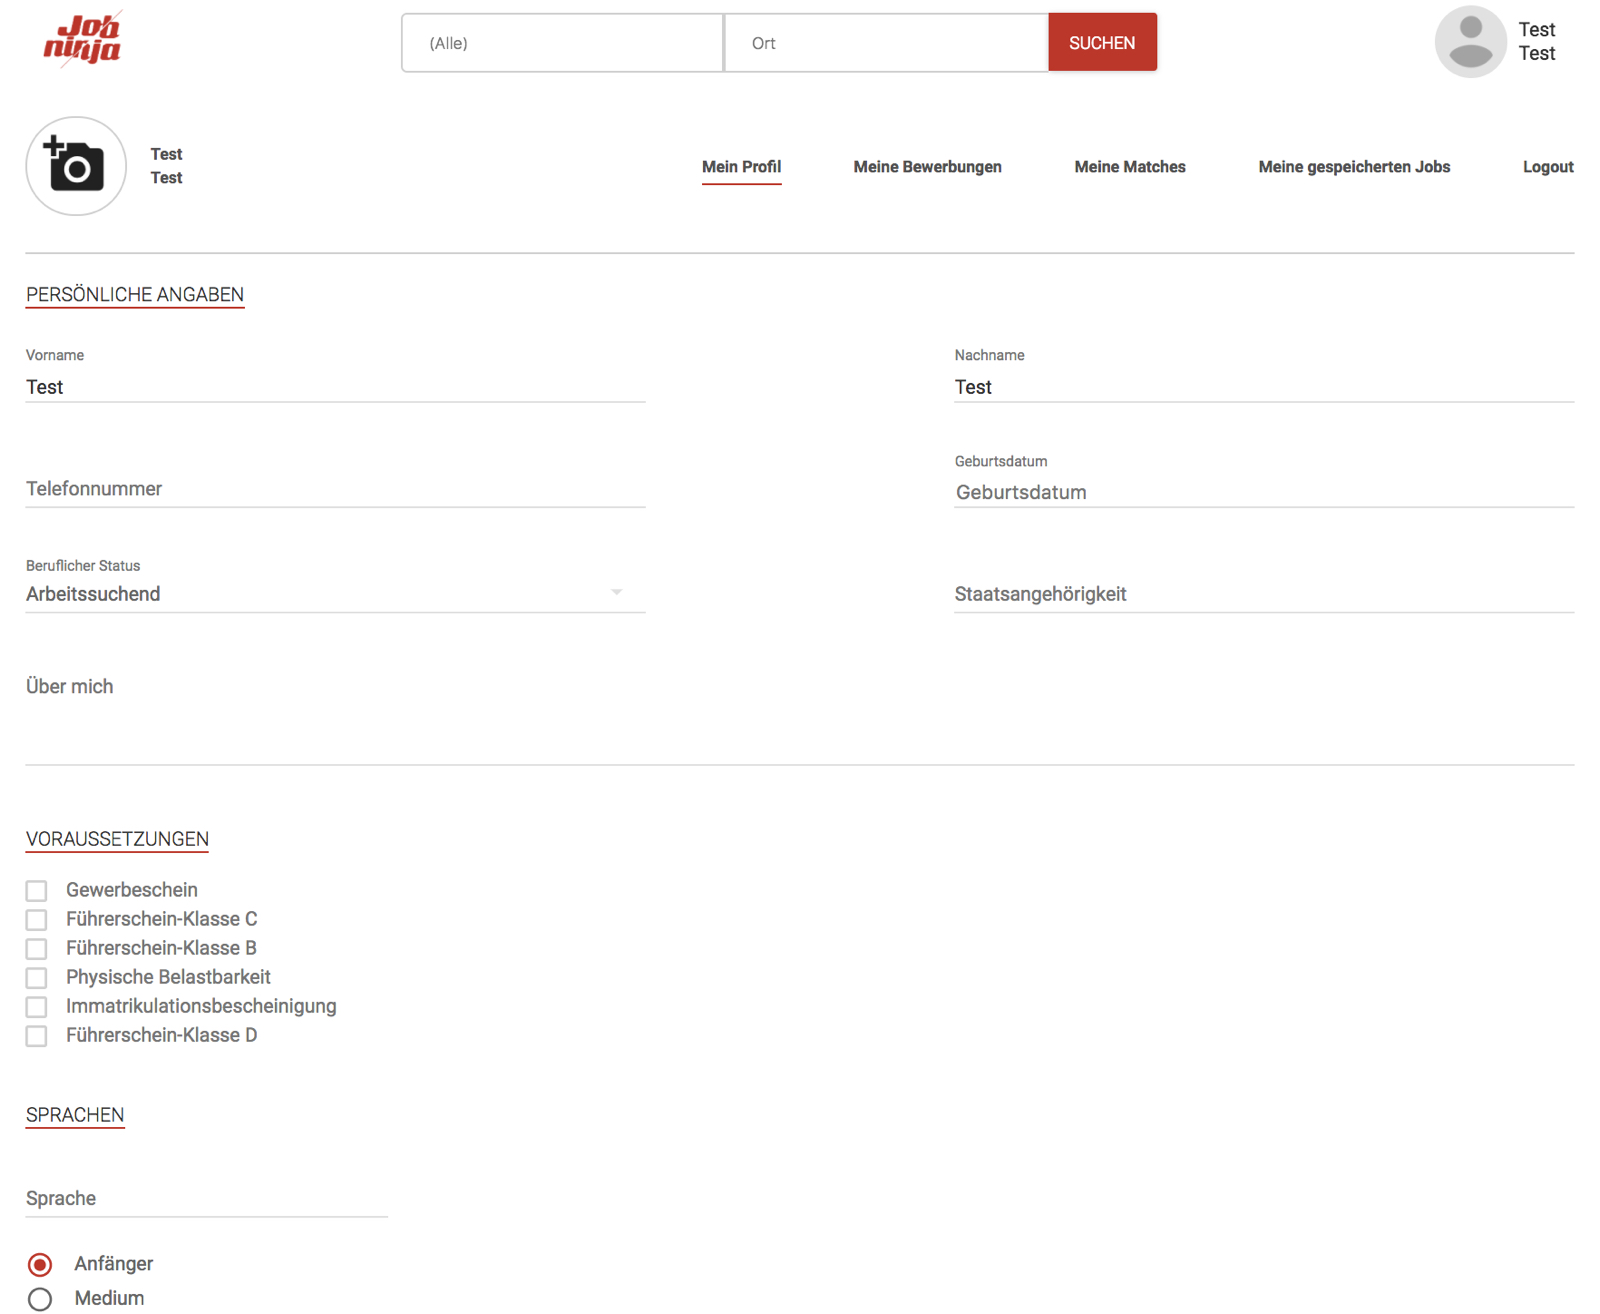 Job
ninja
(Alle)
Ort
SUCHEN
Test
Test
Test
Test
Mein Profil
Meine Bewerbungen
Meine Matches
Meine gespeicherten Jobs
Logout
PERSÖNLICHE ANGABEN
Vorname
Test
Nachname
Test
Telefonnummer
Geburtsdatum
Geburtsdatum
Beruflicher Status
Arbeitssuchend
Staatsangehörigkeit
Über mich
VORAUSSETZUNGEN
Gewerbeschein
Führerschein-Klasse C
Führerschein-Klasse B
Physische Belastbarkeit
Immatrikulationsbescheinigung
Führerschein-Klasse D
SPRACHEN
Sprache
Anfänger
Medium